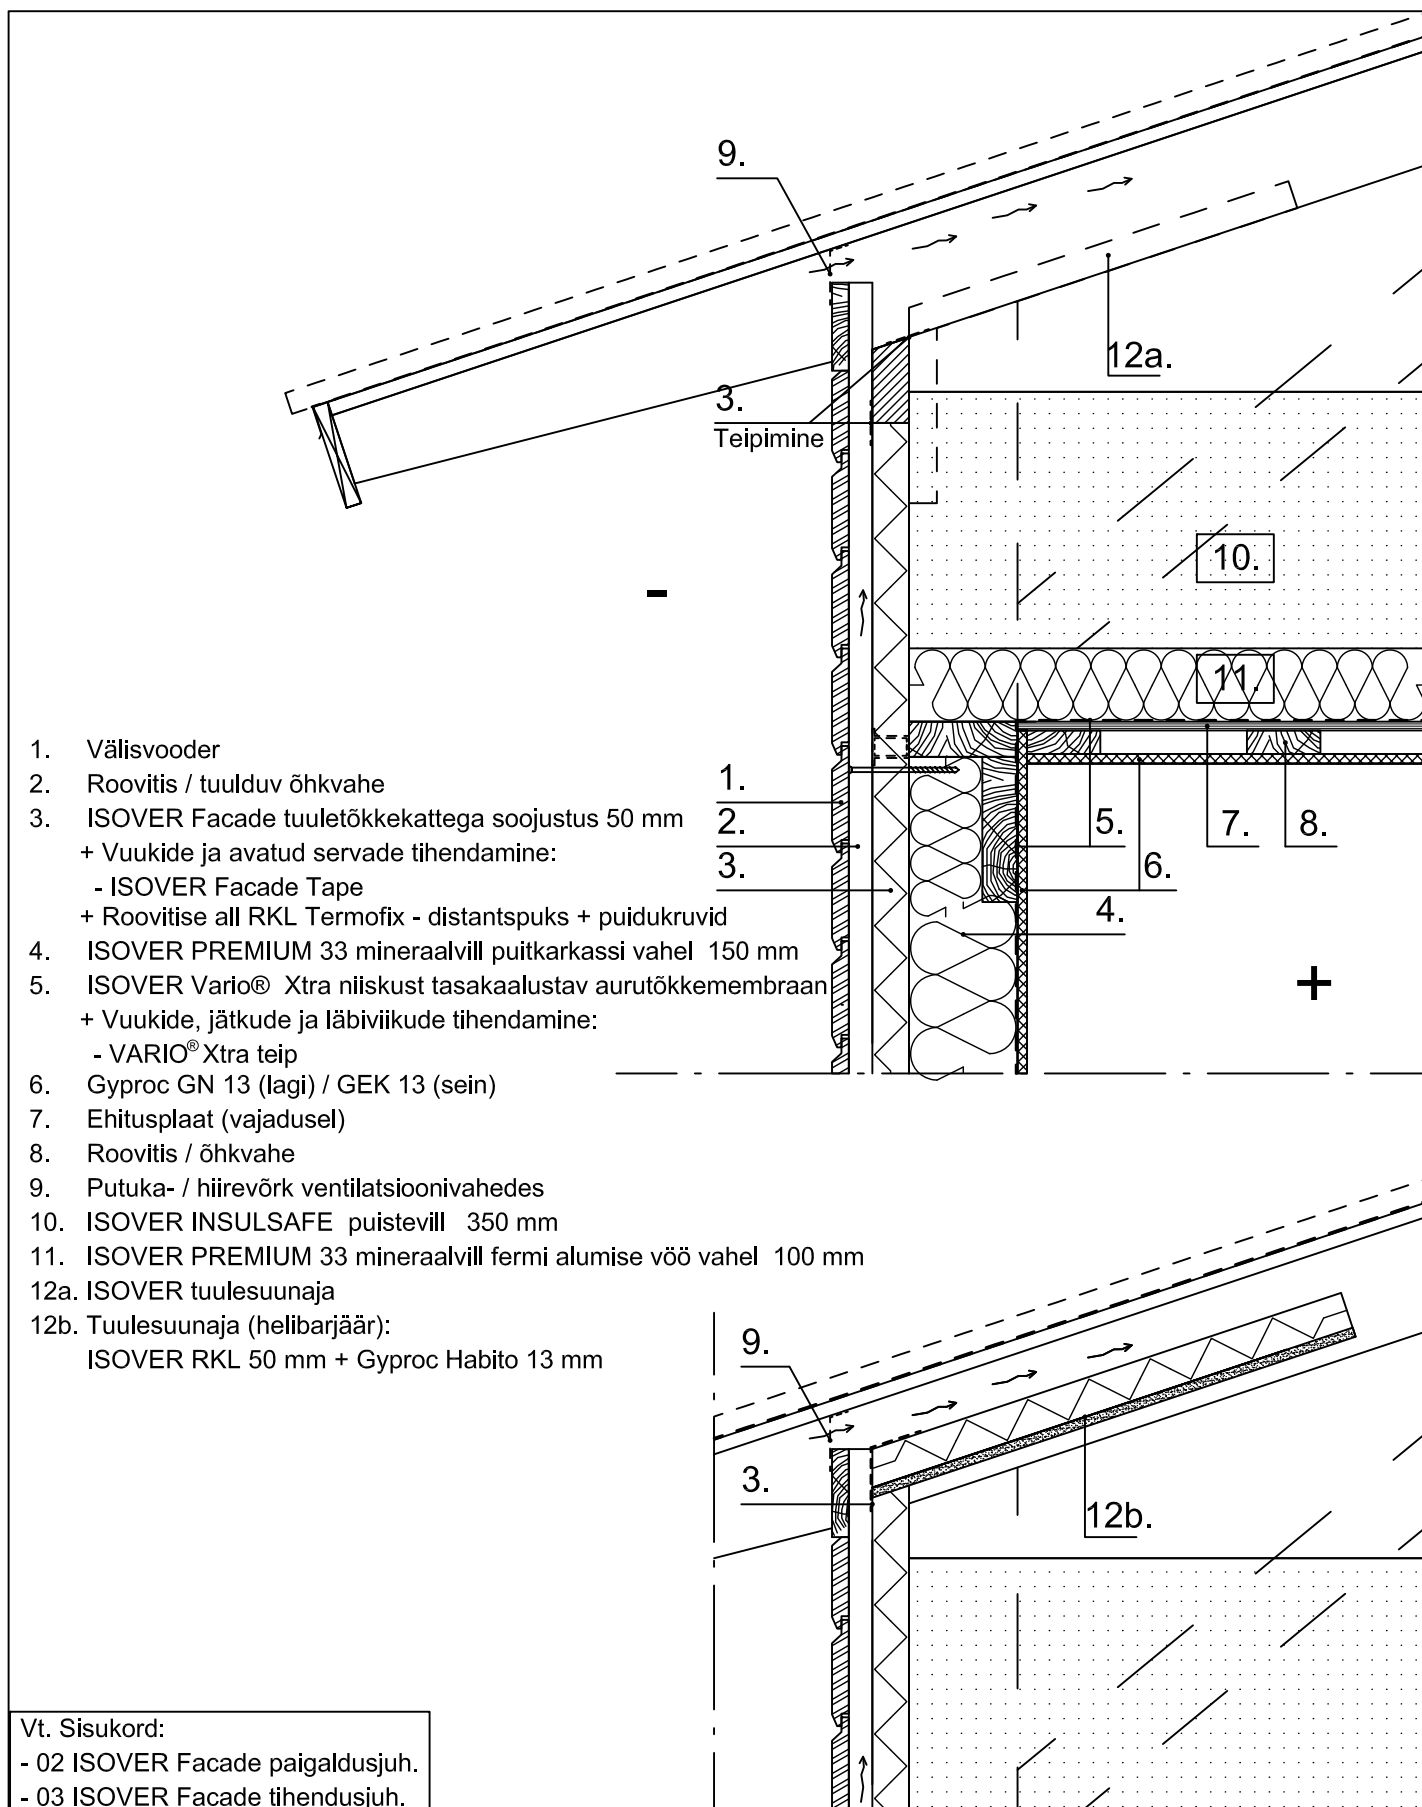 9.
12a.
3.
Teipimine
10.
-
11.
1. Välisvooder
2. Roovitis / tuulduv õhkvahe
3. ISOVER Facade tuuletõkkekattega soojustus 50 mm
+ Vuukide ja avatud servade tihendamine:
- ISOVER Facade Tape
+ Roovitise all RKL Termofix - distantspuks + puidukruvid
4. ISOVER PREMIUM 33 mineraalvill puitkarkassi vahel 150 mm
5. ISOVER Vario® Xtra niiskust tasakaalustav aurutõkkemembraan
+ Vuukide, jätkude ja läbiviikude tihendamine:
- VARIO® Xtra teip
6. Gyproc GN 13 (lagi) / GEK 13 (sein)
7. Ehitusplaat (vajadusel)
8. Roovitis / õhkvahe
9. Putuka- / hiirevõrk ventilatsioonivahedes
10. ISOVER INSULSAFE puistevill 350 mm
11. ISOVER PREMIUM 33 mineraalvill fermi alumise vöö vahel 100 mm
12a. ISOVER tuulesuunaja
12b. Tuulesuunaja (helibarjäär):
ISOVER RKL 50 mm + Gyproc Habito 13 mm
1.
2.
3.
5.
7.
8.
6.
4.
+
9.
3.
12b.
Vt. Sisukord:
- 02 ISOVER Facade paigaldusjuh.
- 03 ISOVER Facade tihendusjuh.